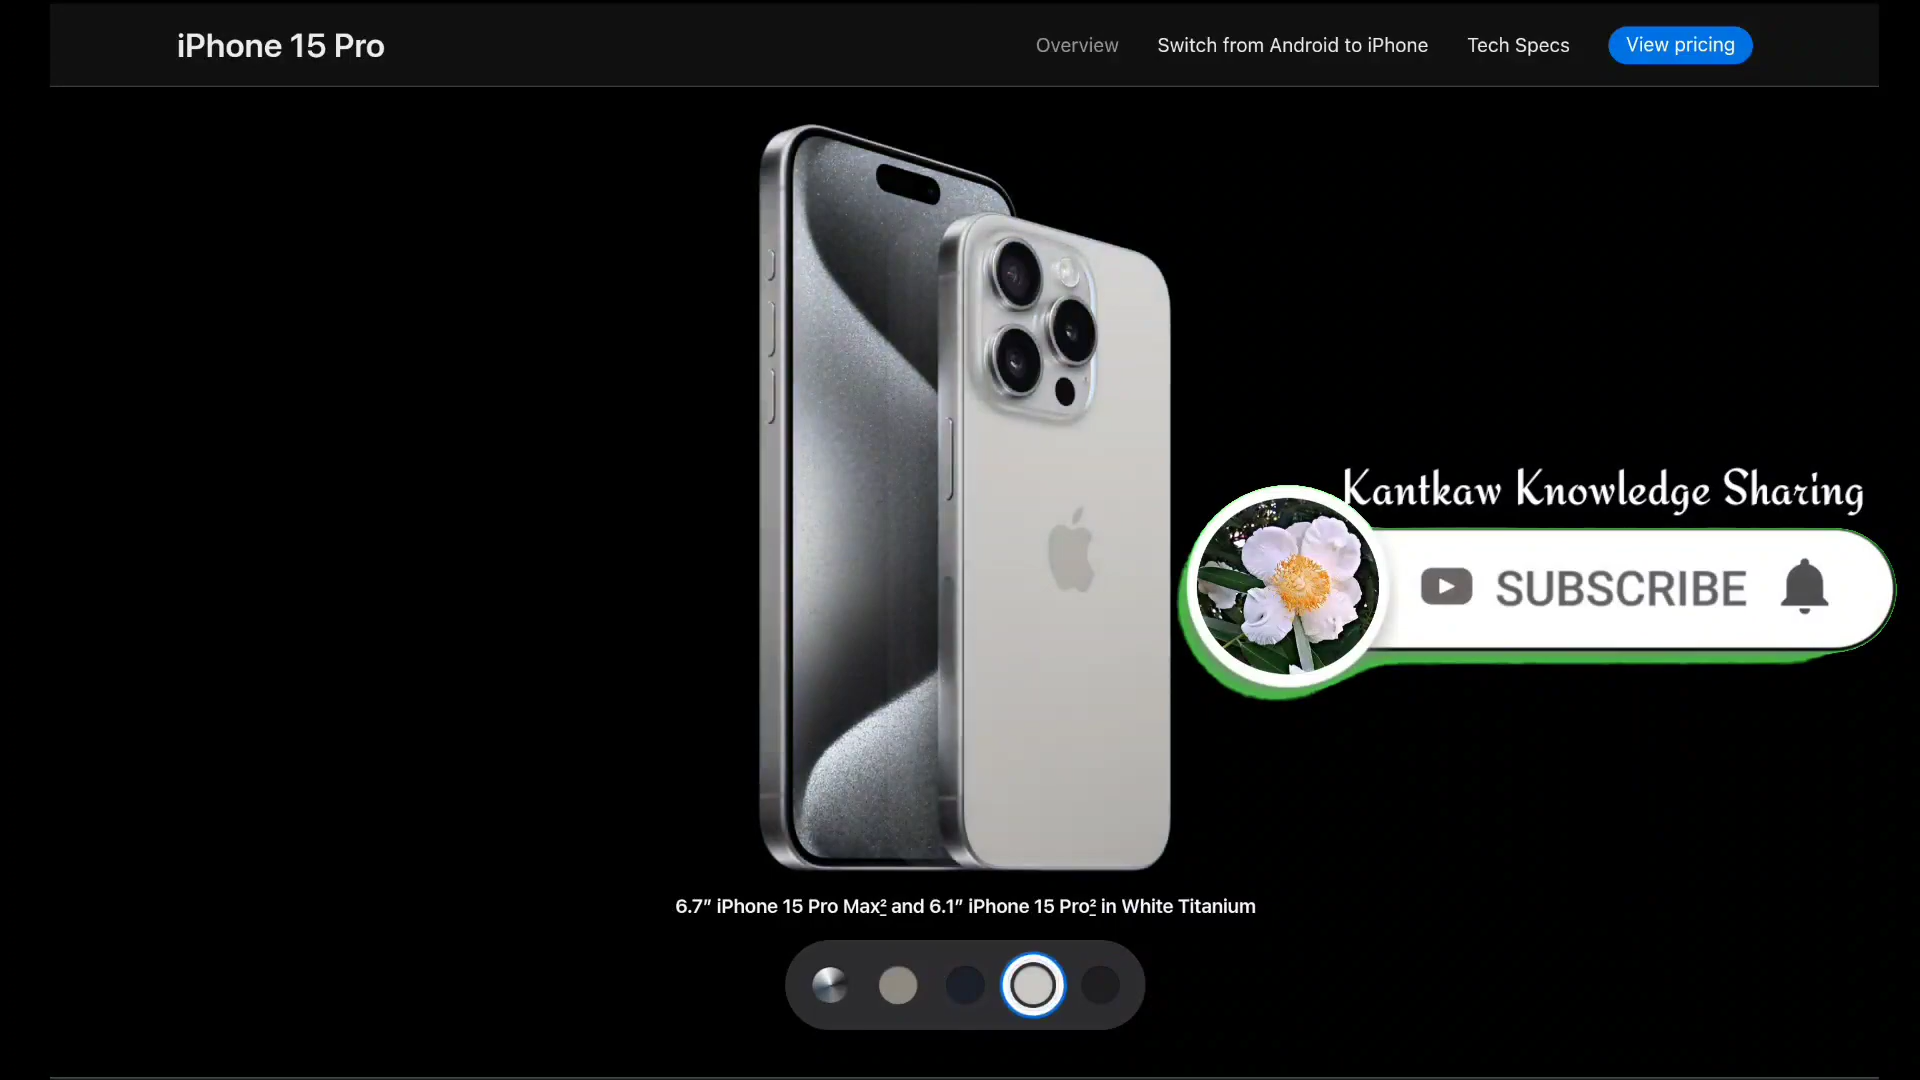 iPhone 15 Pro
Overview
Switch from Android to iPhone
Tech Specs
View pricing
Kantkaw Knowledge Sharing
SUBSCRIBE
6.7” iPhone 15 Pro Max² and 6.1” iPhone 15 Pro² in White Titanium